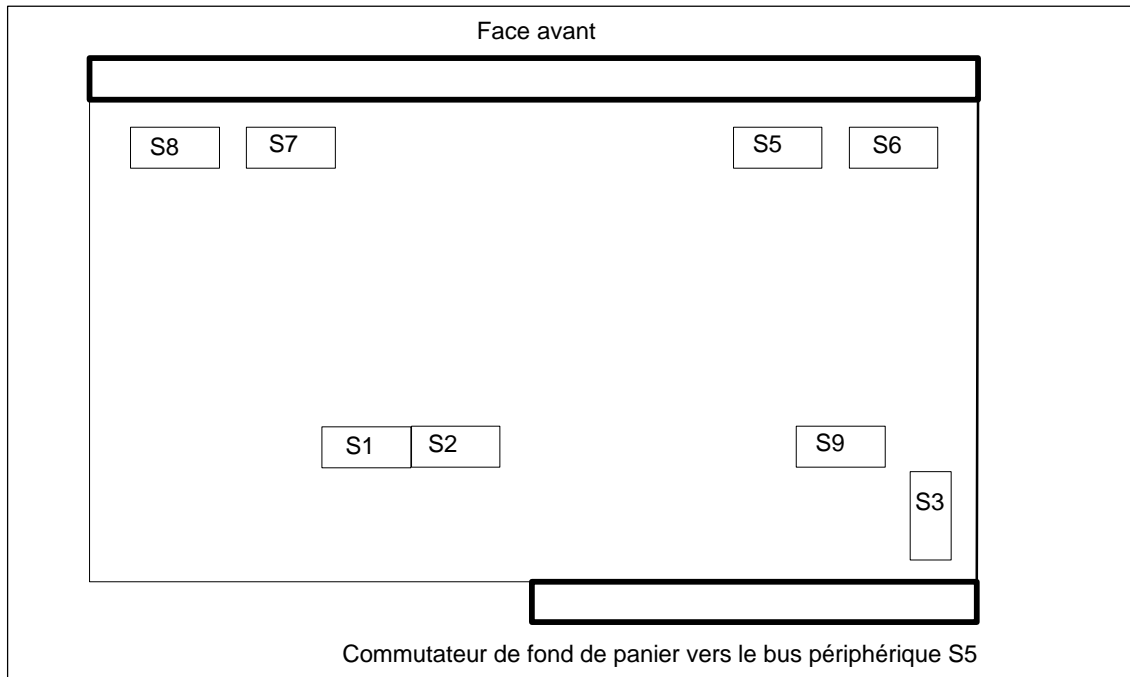 Face avant
S8 S7 S5 S6
S1 S2 S9
S3
Commutateur de fond de panier vers le bus périphérique S5